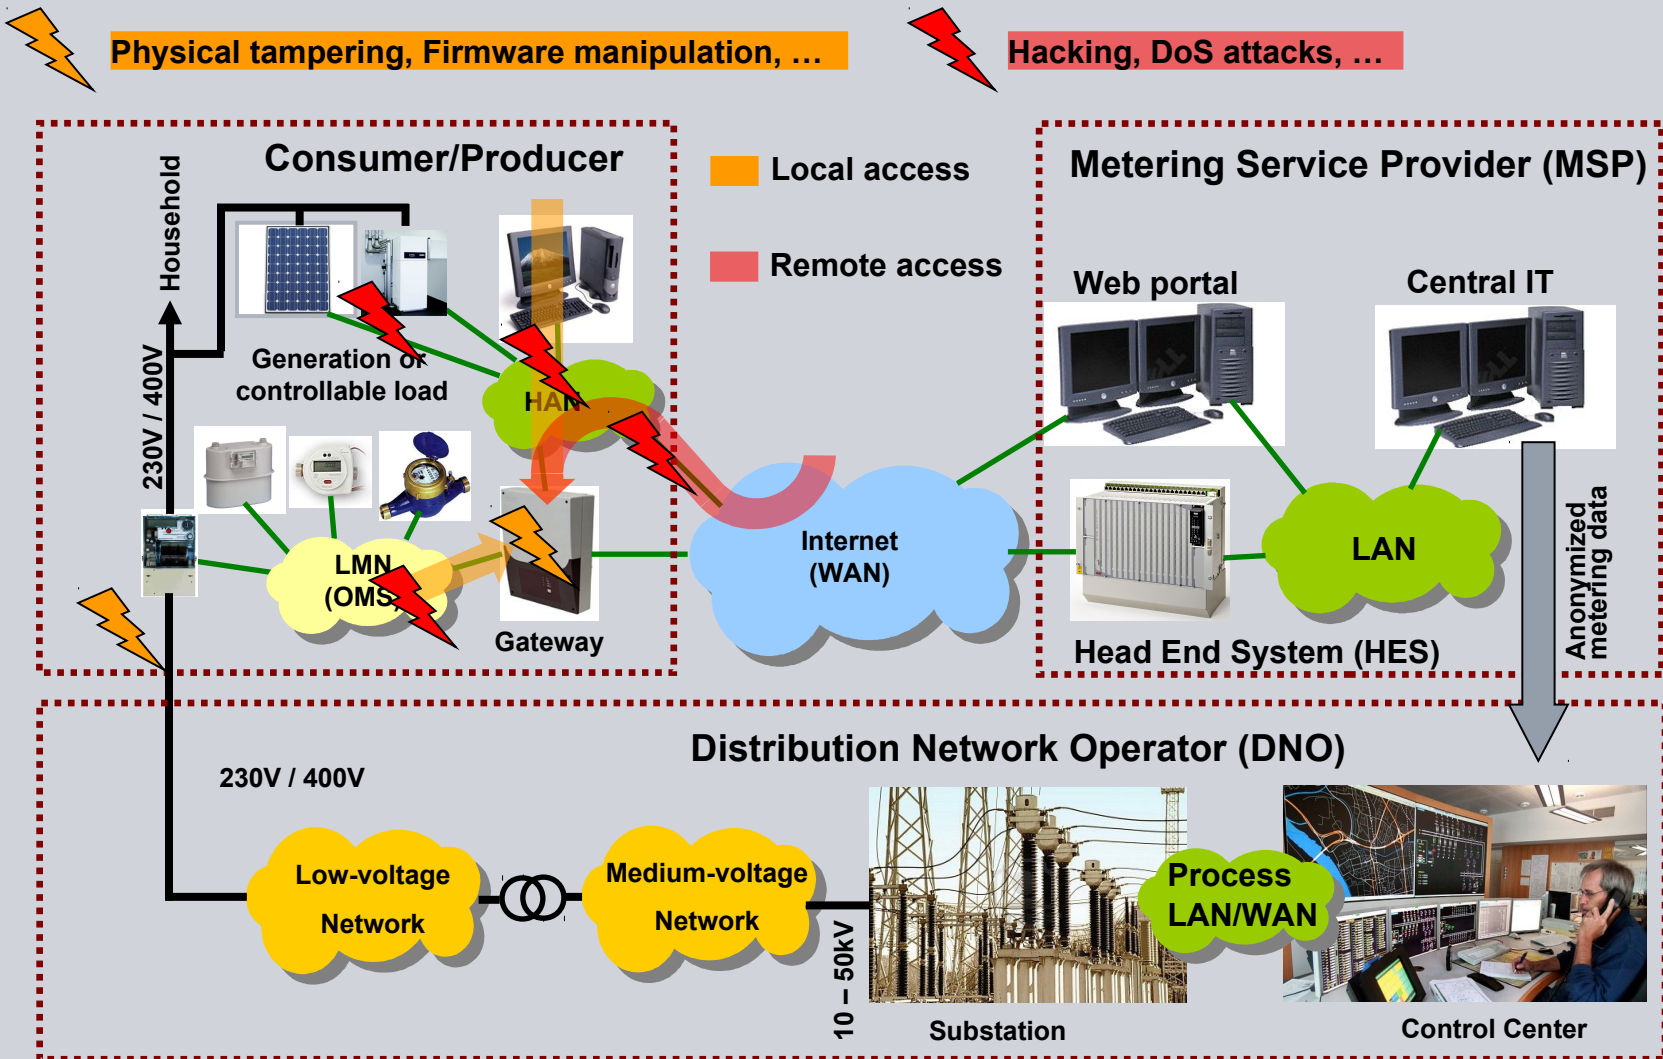 Physical tampering, Firmware manipulation, …
Hacking, DoS attacks, …
Consumer/Producer
Local access
Remote access
Metering Service Provider (MSP)
Household
230V / 400V
Generation or
controllable load
HAN
LMN
(OMS)
Gateway
Internet
(WAN)
Web portal
Central IT
LAN
Head End System (HES)
Anonymized
metering data
Distribution Network Operator (DNO)
230V / 400V
Low-voltage
Network
Medium-voltage
Network
10 – 50kV
Substation
Process
LAN/WAN
Control Center